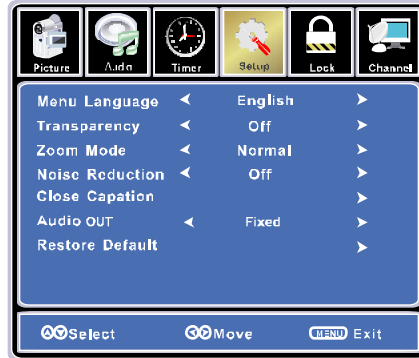 Picture Audio Timer Setup Lock Channel
Menu Language English
Transparency Off
Zoom Mode Normal
Noise Reduction Off
Close Capation
Audio OUT Fixed
Restore Default
Select Move MENU Exit